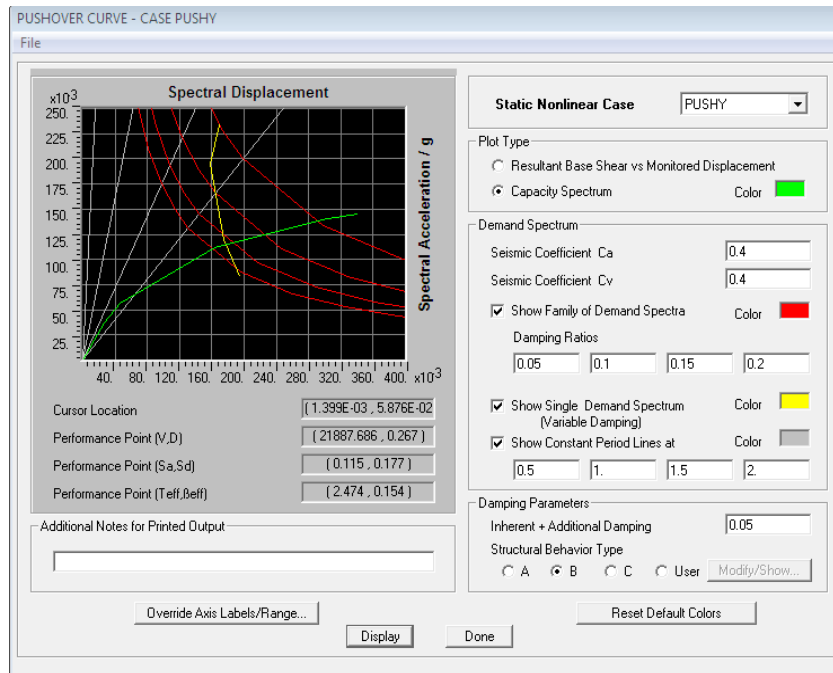 PUSHOVER CURVE - CASE PUSHY
File
Spectral Displacement
x10³
250.
225.
200.
175.
150.
125.
100.
75.
50.
25.
40. 80. 120. 160. 200. 240. 280. 320. 360. 400. x10³
Spectral Acceleration / g
Cursor Location
( 1.399E-03 , 5.876E-02
Performance Point (V,D)
( 21887.686 , 0.267 )
Performance Point (Sa,Sd)
( 0.115 , 0.177 )
Performance Point (Teff,ßeff)
( 2.474 , 0.154 )
Additional Notes for Printed Output
Override Axis Labels/Range...
Display
Done
Static Nonlinear Case
PUSHY
Plot Type
Resultant Base Shear vs Monitored Displacement
Capacity Spectrum
Color
Demand Spectrum
Seismic Coefficient Ca
0.4
Seismic Coefficient Cv
0.4
Show Family of Demand Spectra
Color
Damping Ratios
0.05 0.1 0.15 0.2
Show Single Demand Spectrum
Color
(Variable Damping)
Show Constant Period Lines at
Color
0.5 1. 1.5 2.
Damping Parameters
Inherent + Additional Damping
0.05
Structural Behavior Type
A B C User Modify/Show...
Reset Default Colors